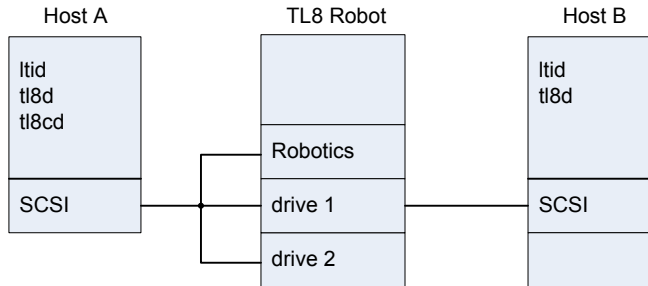 Host A
TL8 Robot
Host B
ltid
tl8d
tl8cd
ltid
tl8d
Robotics
SCSI
drive 1
SCSI
drive 2